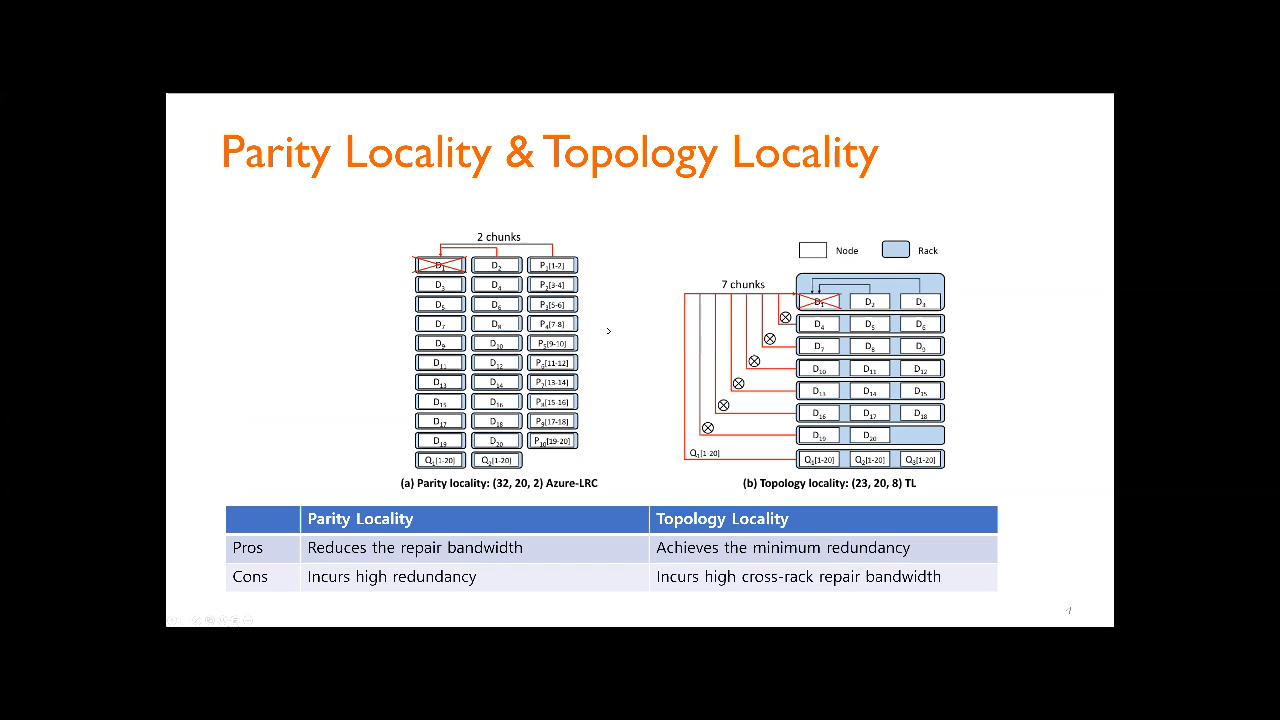 Parity Locality & Topology Locality
2 chunks
D1 D2 P1[1-2]
D3 D4 P2[3-4]
D5 D6 P3[5-6]
D7 D8 P4[7-8]
D9 D10 P5[9-10]
D11 D12 P6[11-12]
D13 D14 P7[13-14]
D15 D16 P8[15-16]
D17 D18 P9[17-18]
D19 D20 P10[19-20]
Q1[1-20] Q2[1-20]
(a) Parity locality: (32, 20, 2) Azure-LRC
Node Rack
7 chunks
D1 D2 D3
D4 D5 D6
D7 D8 D9
D10 D11 D12
D13 D14 D15
D16 D17 D18
D19 D20
Q1[1-20]
Q1[1-20] Q2[1-20] Q3[1-20]
(b) Topology locality: (23, 20, 8) TL
Parity Locality Topology Locality
Pros Reduces the repair bandwidth Achieves the minimum redundancy
Cons Incurs high redundancy Incurs high cross-rack repair bandwidth
4